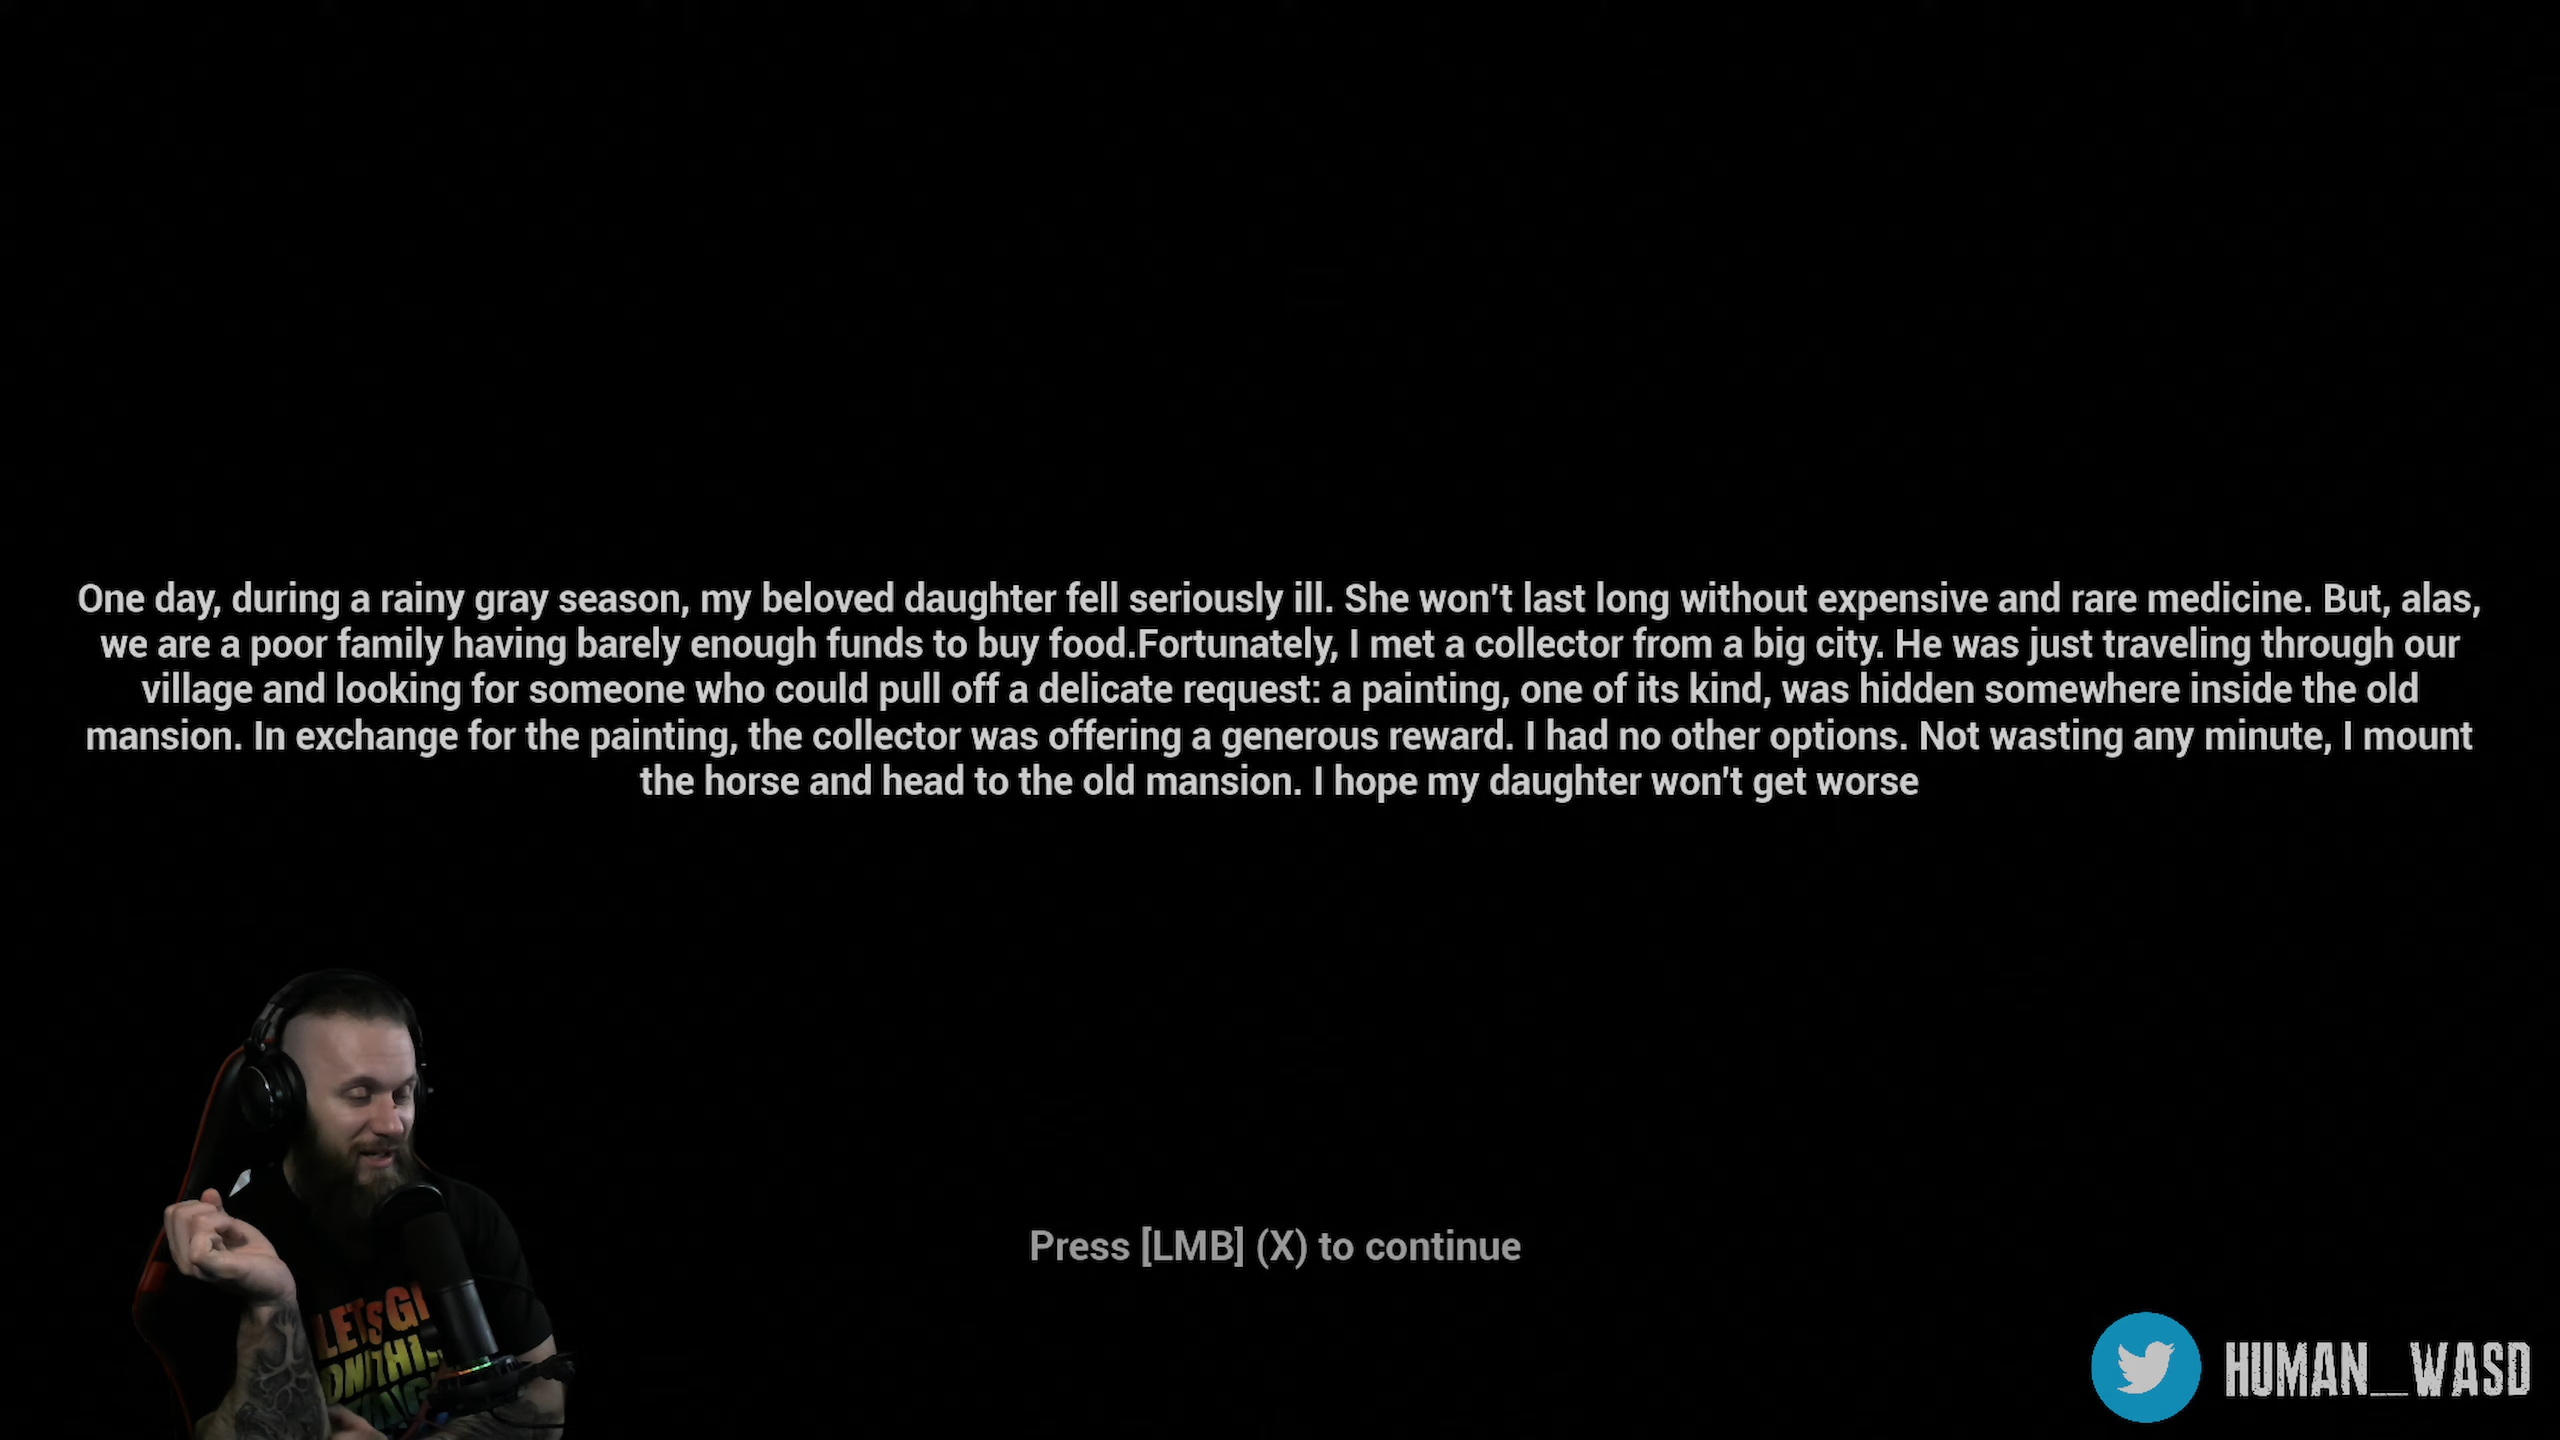 One day, during a rainy gray season, my beloved daughter fell seriously ill. She won't last long without expensive and rare medicine. But, alas,
we are a poor family having barely enough funds to buy food.Fortunately, I met a collector from a big city. He was just traveling through our
village and looking for someone who could pull off a delicate request: a painting, one of its kind, was hidden somewhere inside the old
mansion. In exchange for the painting, the collector was offering a generous reward. I had no other options. Not wasting any minute, I mount
the horse and head to the old mansion. I hope my daughter won't get worse
Press [LMB] (X) to continue
LET'S
HUMAN__WASD